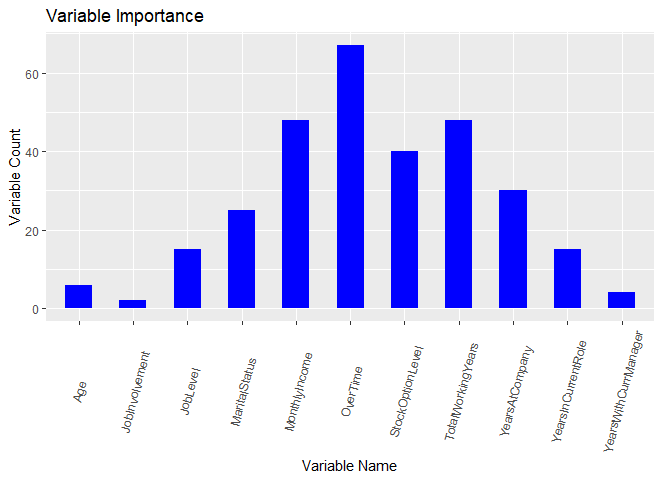 Variable Importance
Variable Count
60
40
20
0
Age
JobInvolvement
JobLevel
MaritalStatus
MonthlyIncome
OverTime
StockOptionLevel
TotalWorkingYears
YearsAtCompany
YearsInCurrentRole
YearsWithCurrManager
Variable Name